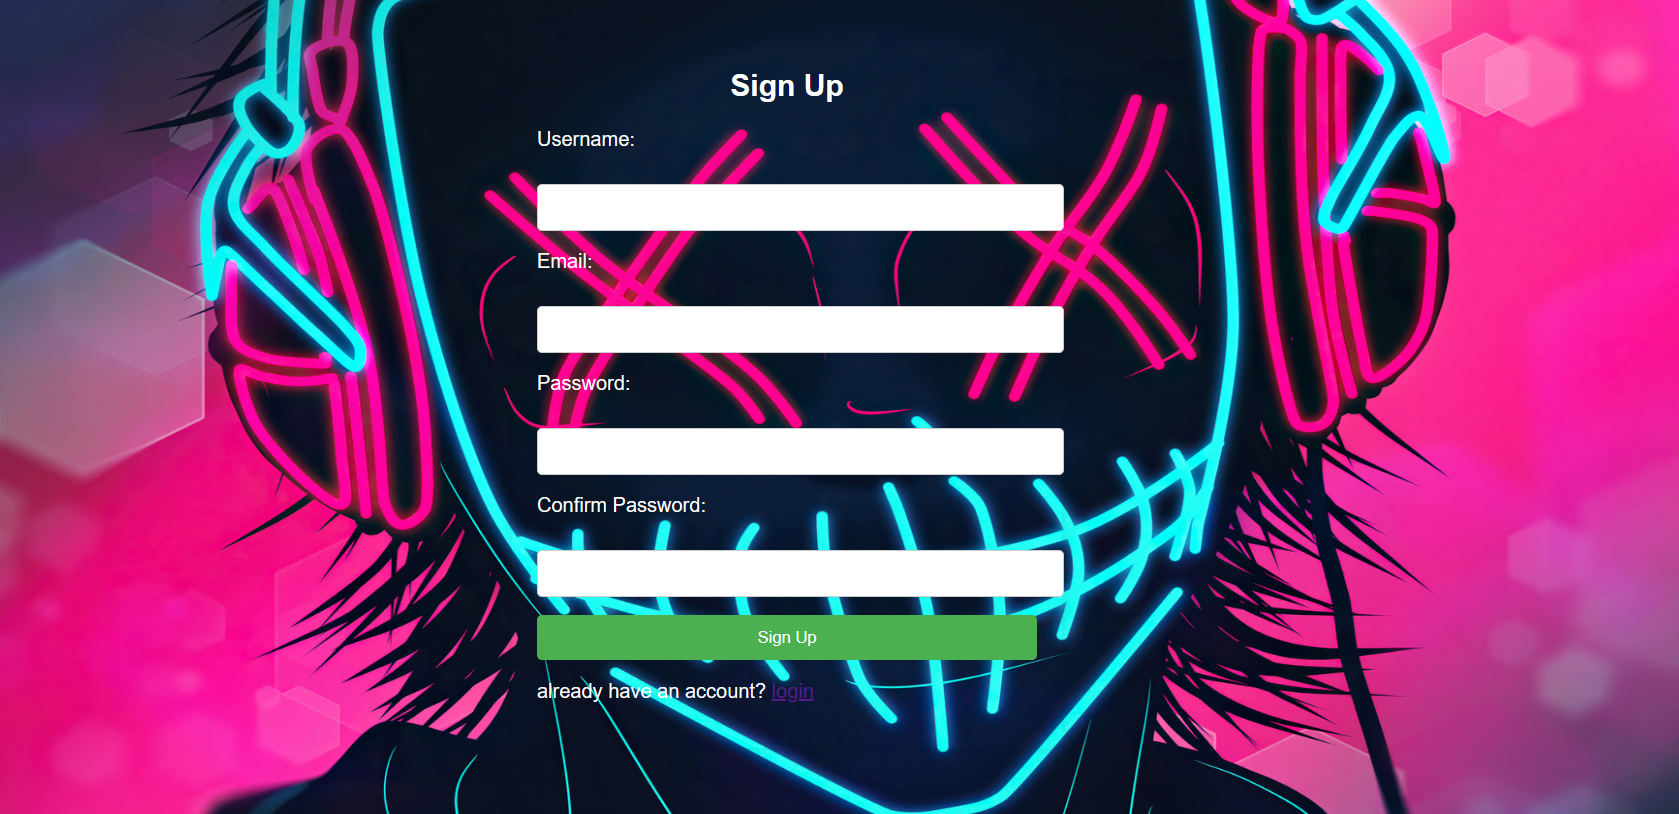 Sign Up
Username:
Email:
Password:
Confirm Password:
Sign Up
already have an account? login